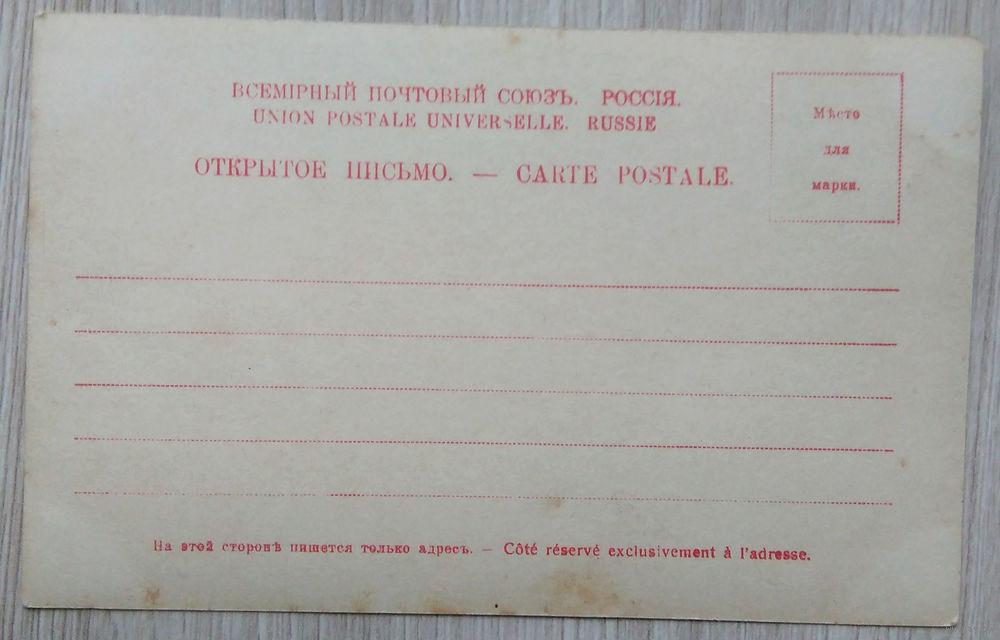 ВСЕМІРНЫЙ ПОЧТОВЫЙ СОЮЗЪ. РОССІЯ.
UNION POSTALE UNIVERSELLE. RUSSIE
ОТКРЫТОЕ ПИСЬМО. — CARTE POSTALE.
Мѣсто
для
марки.
На этой сторонѣ пишется только адресъ. — Côté réservé exclusivement à l'adresse.